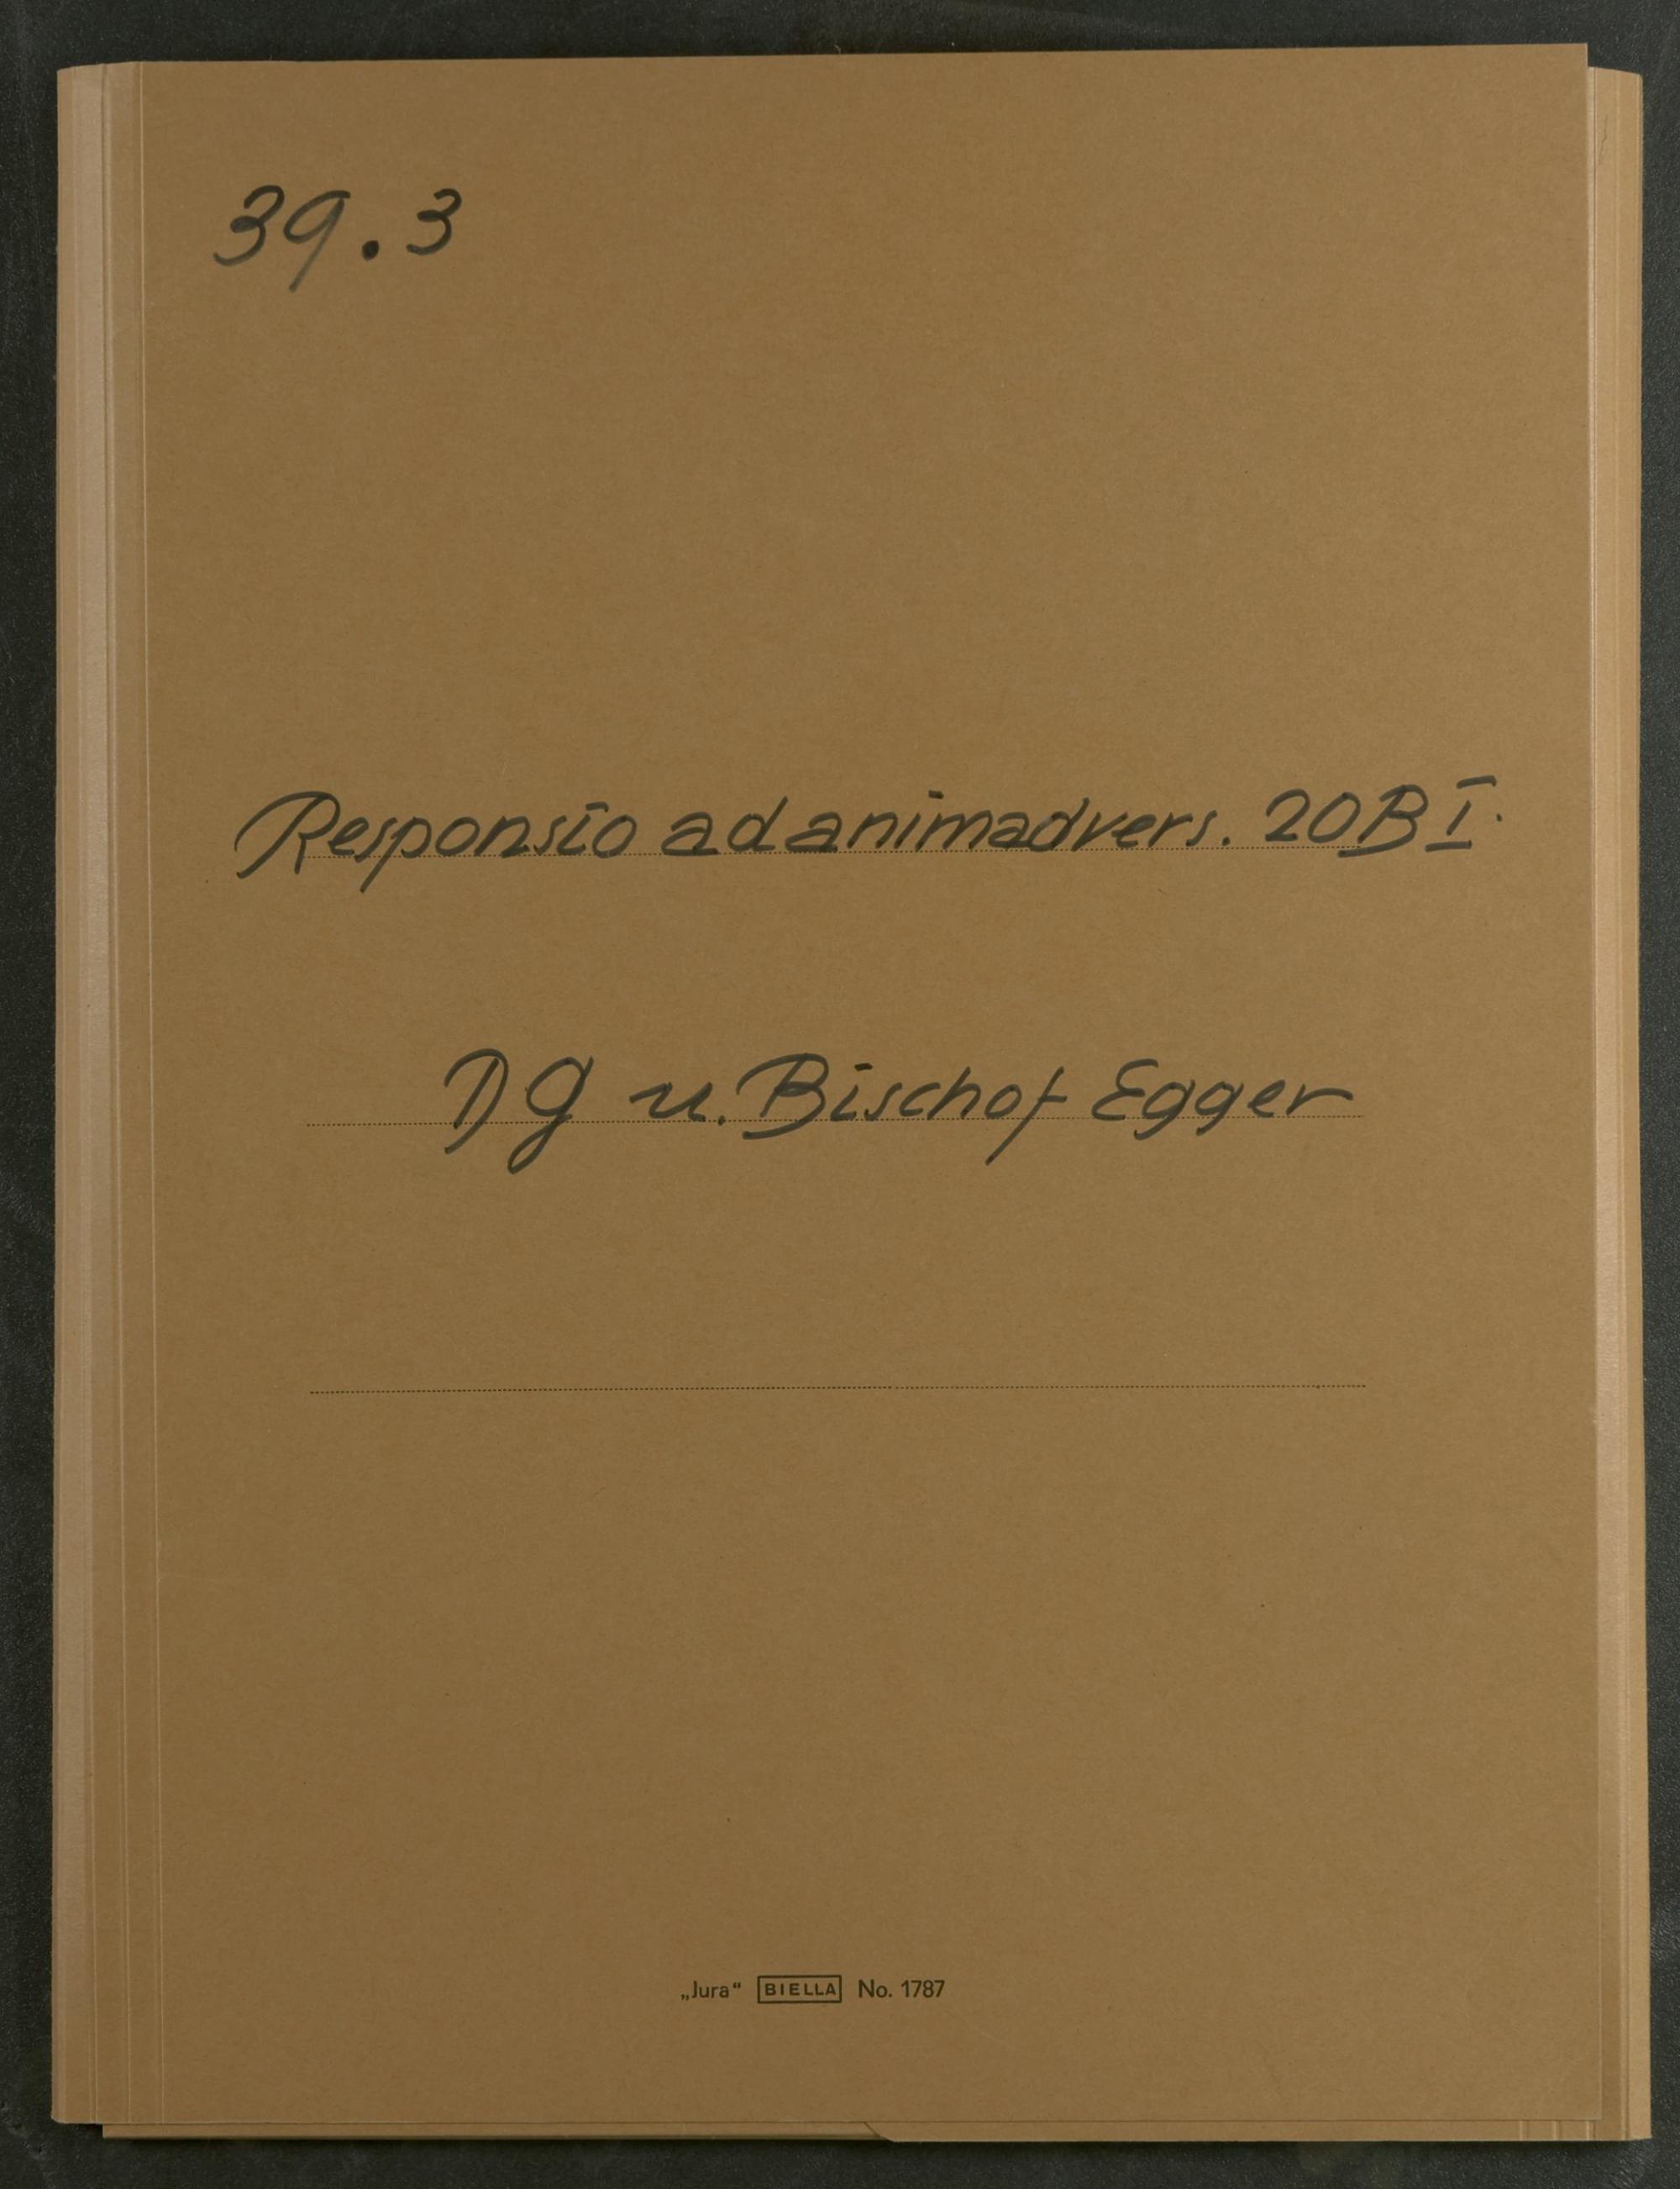 39.3
Responsio ad animadvers. 20 B I.
DG u. Bischof Egger
„Jura“ BIELLA No. 1787